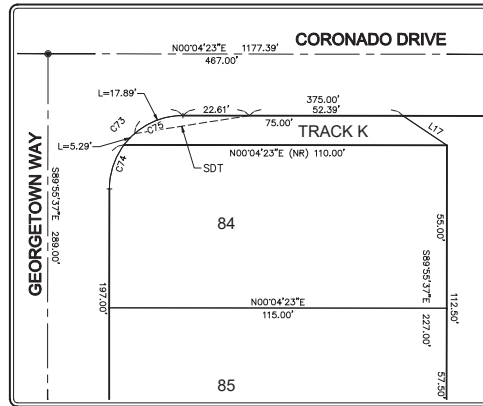 N00°04'23"E 1177.39'
467.00'
CORONADO DRIVE
L=17.89'
22.61'
375.00'
52.39'
C73
C75
75.00'
TRACK K
L17
L=5.29'
SDT
N00°04'23"E (NR) 110.00'
C74
GEORGETOWN WAY
S89°55'37"E
289.00'
84
55.00'
S89°55'37"E
227.00'
197.00'
N00°04'23"E
115.00'
112.50'
57.50'
85